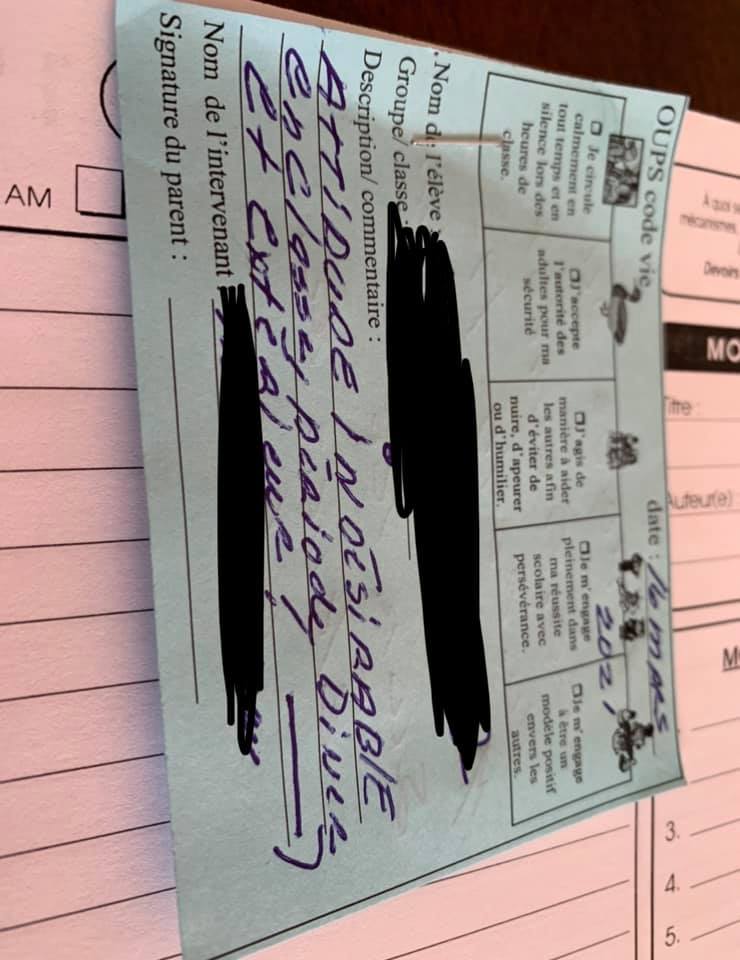 OUPS code vie
date : 16 mars
2021
❐ Je circule
calmement en
tout temps et en
silence lors des
heures de
classe.
❐J'accepte
l'autorité des
adultes pour ma
sécurité
❐J'agis de
manière à aider
les autres afin
d'éviter de
nuire, d'apeurer
ou d'humilier.
❐Je m'engage
pleinement dans
ma réussite
scolaire avec
persévérance.
❐Je m'engage
à être un
modèle positif
envers les
autres.
Nom de l'élève :
Groupe/ classe :
Description/ commentaire :
ATTIDUDE INDÉSIRABLE
en classe, période Diner
et extérieur !
Nom de l'intervenant :
Signature du parent :
AM
À quoi
Devoirs
MO
Titre :
Auteur(e) :
3.
4.
5.